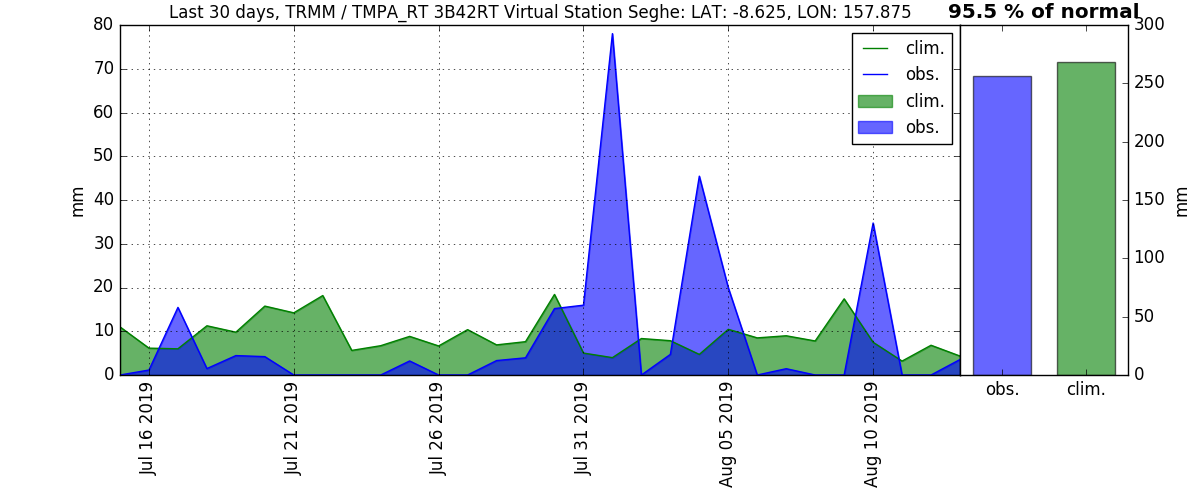 Last 30 days, TRMM / TMPA_RT 3B42RT Virtual Station Seghe: LAT: -8.625, LON: 157.875
95.5 % of normal
80
70
60
50
40
30
20
10
0
mm
clim.
obs.
clim.
obs.
Jul 16 2019
Jul 21 2019
Jul 26 2019
Jul 31 2019
Aug 05 2019
Aug 10 2019
300
250
200
150
100
50
0
mm
obs.
clim.